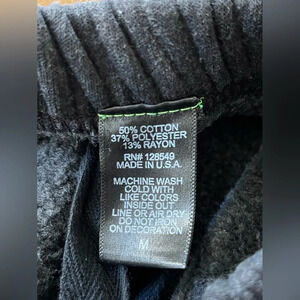 50% COTTON
37% POLYESTER
13% RAYON
RN# 128549
MADE IN U.S.A.
MACHINE WASH
COLD WITH
LIKE COLORS
INSIDE OUT
LINE OR AIR DRY
DO NOT IRON
ON DECORATION
M